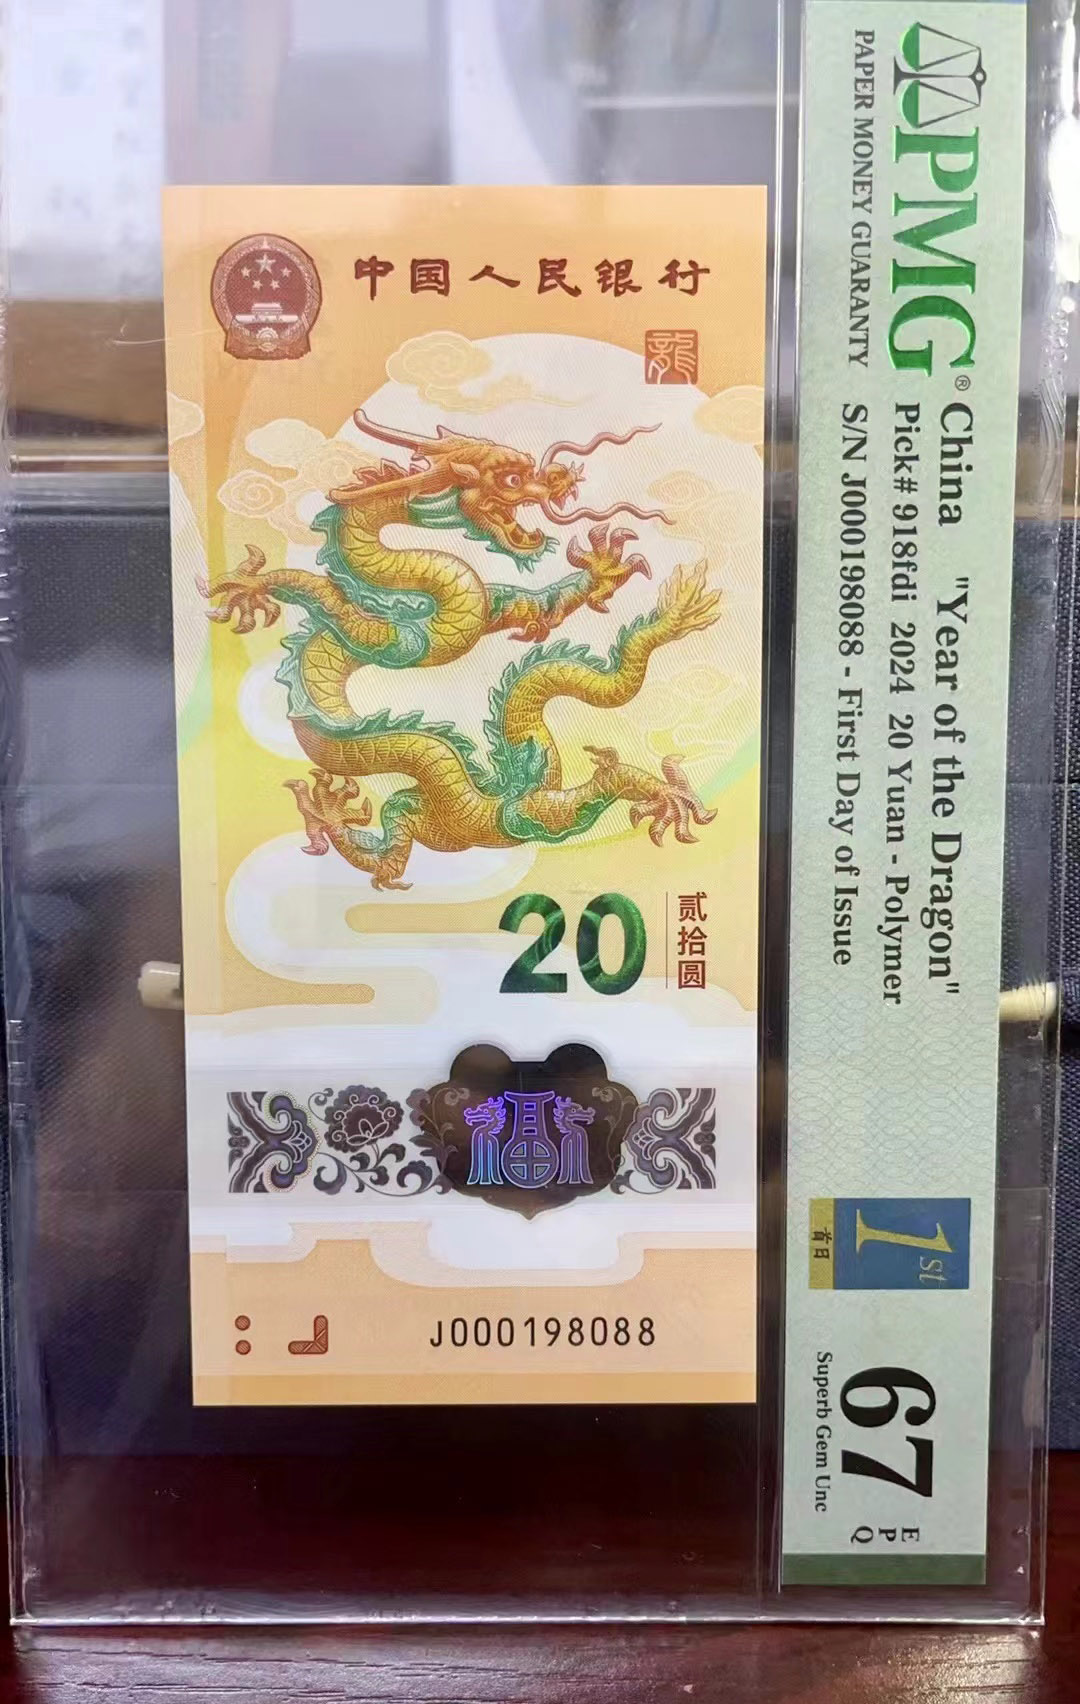 中国人民银行
龍
20
贰拾圆
福
J000198088
PMG®
PAPER MONEY GUARANTY
China "Year of the Dragon"
Pick# 918fdi 2024 20 Yuan - Polymer
S/N J000198088 - First Day of Issue
1st
首日
67 EPQ
Superb Gem Unc